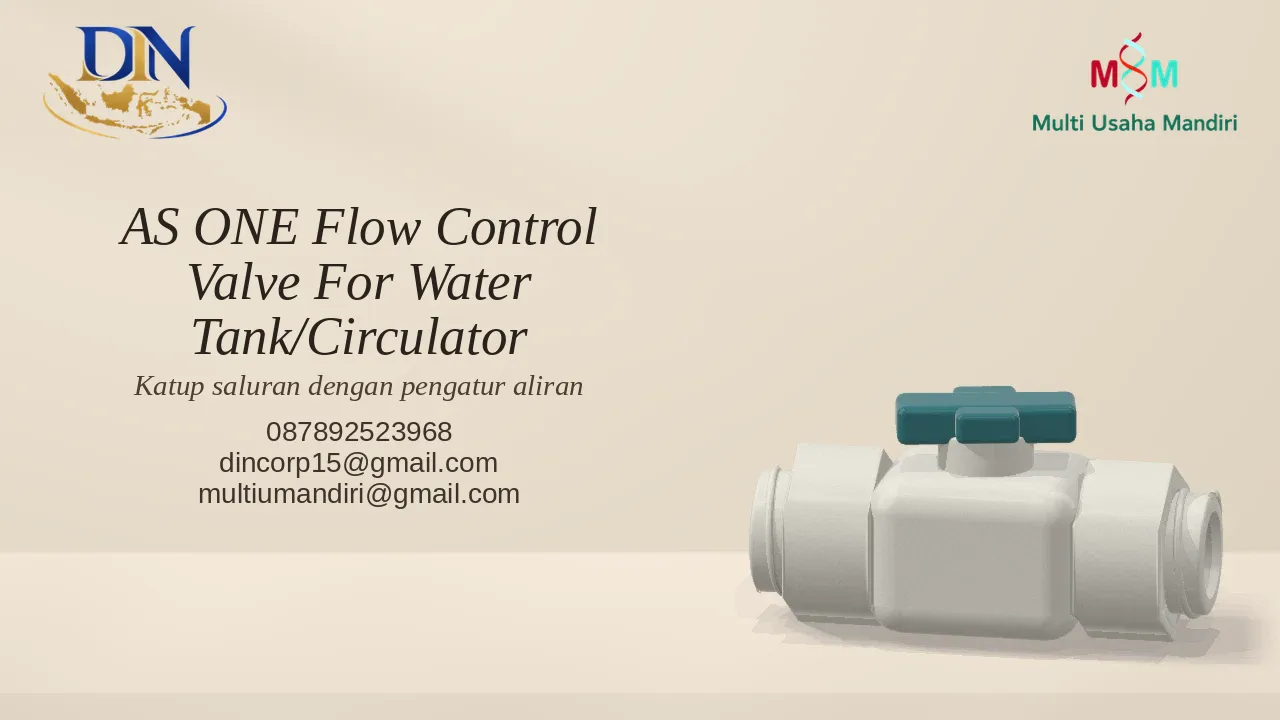 DN
MM
Multi Usaha Mandiri
AS ONE Flow Control
Valve For Water
Tank/Circulator
Katup saluran dengan pengatur aliran
087892523968
dincorp15@gmail.com
multiumandiri@gmail.com